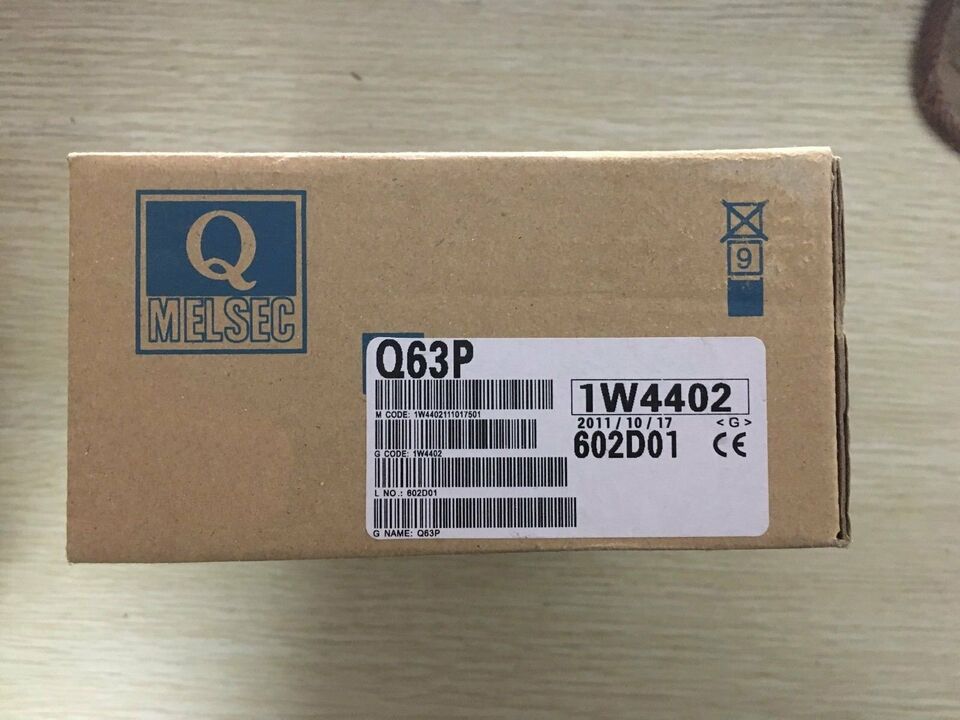 Q
MELSEC
9
Q63P
M CODE: 1W4402111017501
1W4402
2011/10/17 <G>
G CODE: 1W4402
602D01 CE
L NO.: 602D01
G NAME: Q63P